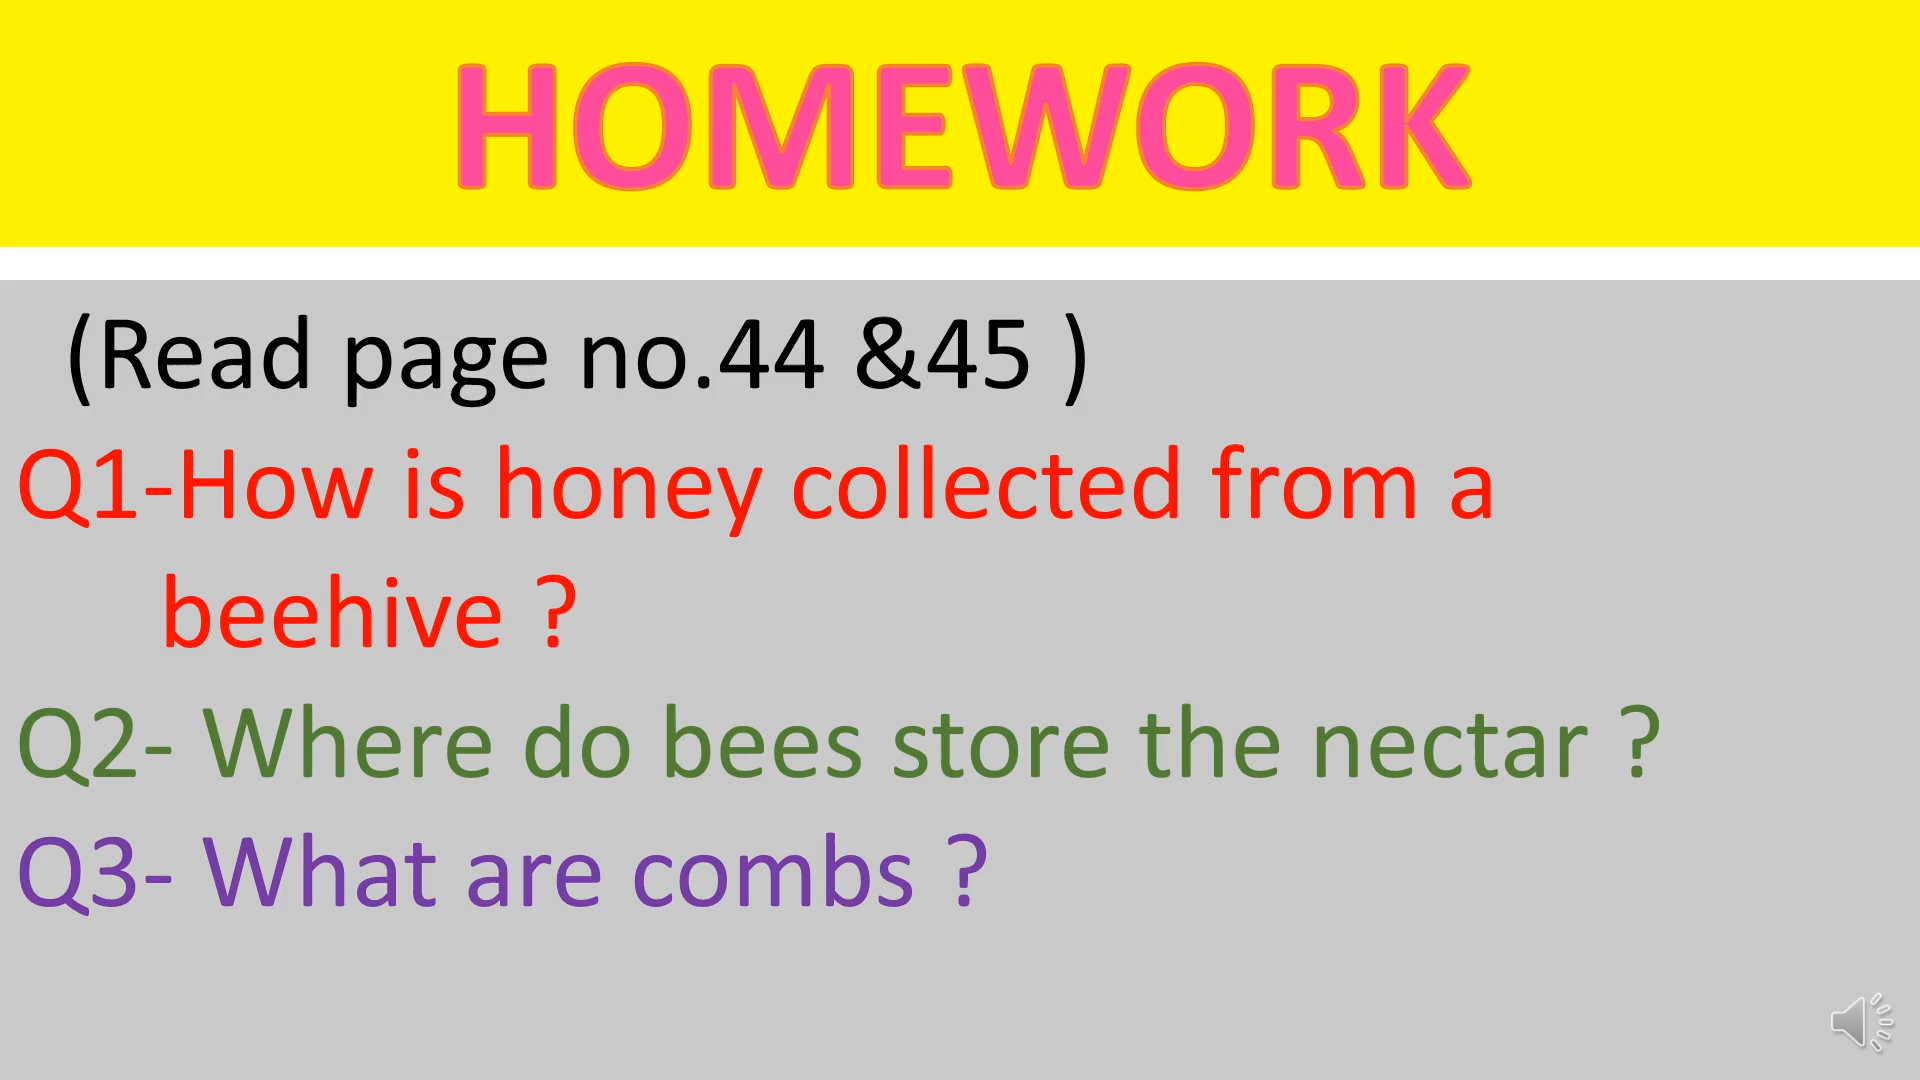 HOMEWORK
(Read page no.44 &45 )
Q1-How is honey collected from a
beehive ?
Q2- Where do bees store the nectar ?
Q3- What are combs ?